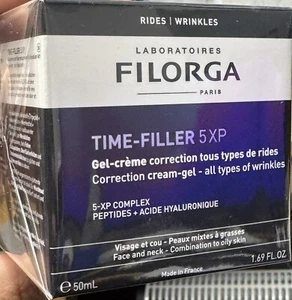 RIDES | WRINKLES
LABORATOIRES
FILORGA
PARIS
TIME-FILLER 5XP
Gel-crème correction tous types de rides
Correction cream-gel - all types of wrinkles
5-XP COMPLEX
PEPTIDES + ACIDE HYALURONIQUE
Visage et cou - Peaux mixtes à grasses
Face and neck - Combination to oily skin
℮ 50mL
Made in France
1.69 FL.OZ